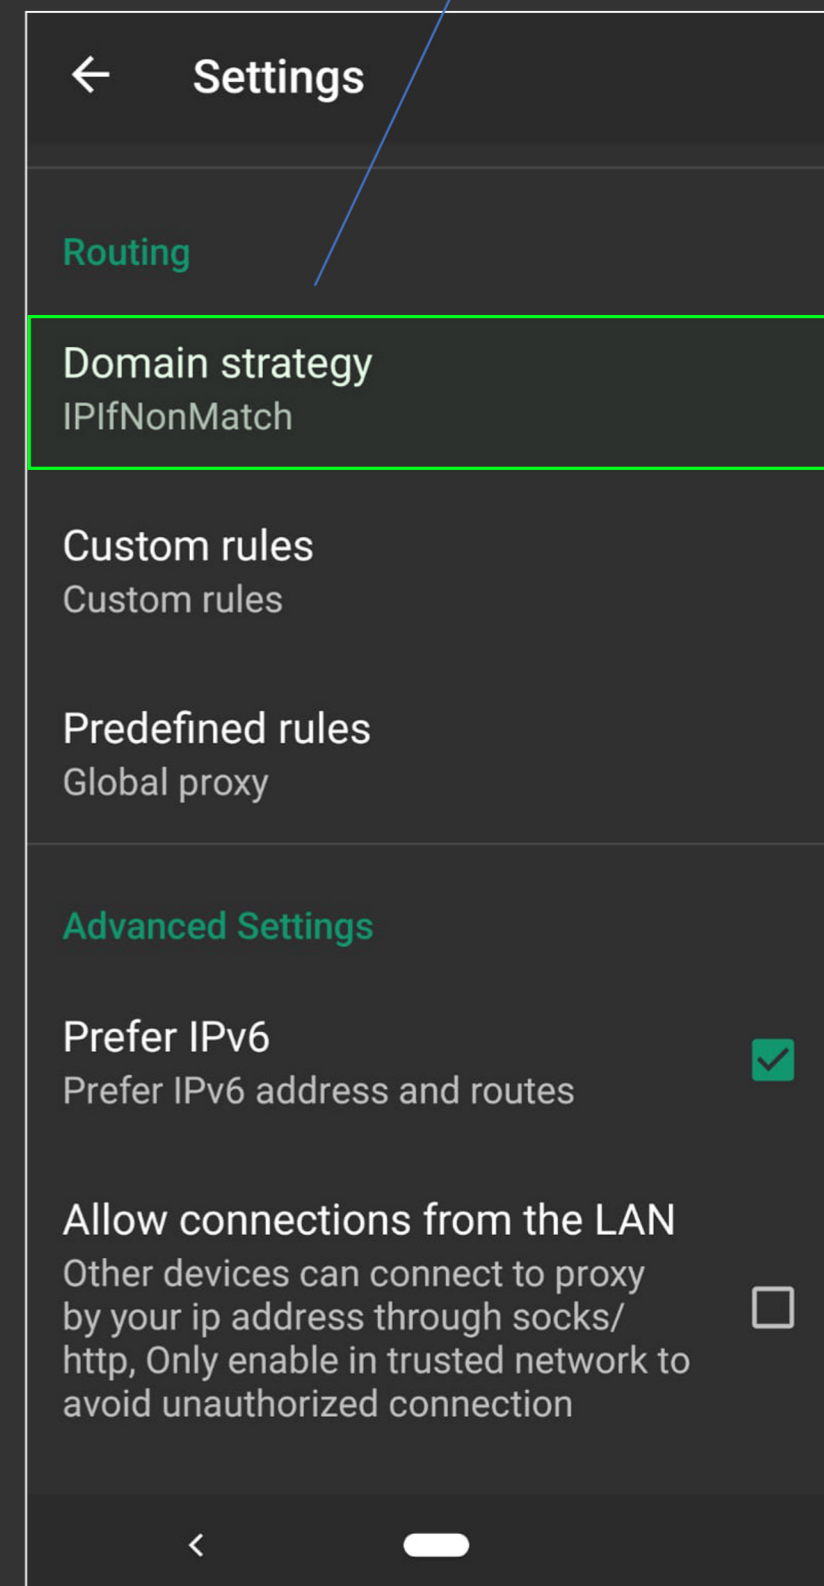 Settings
Routing
Domain strategy
IPIfNonMatch
Custom rules
Custom rules
Predefined rules
Global proxy
Advanced Settings
Prefer IPv6
Prefer IPv6 address and routes
Allow connections from the LAN
Other devices can connect to proxy
by your ip address through socks/
http, Only enable in trusted network to
avoid unauthorized connection